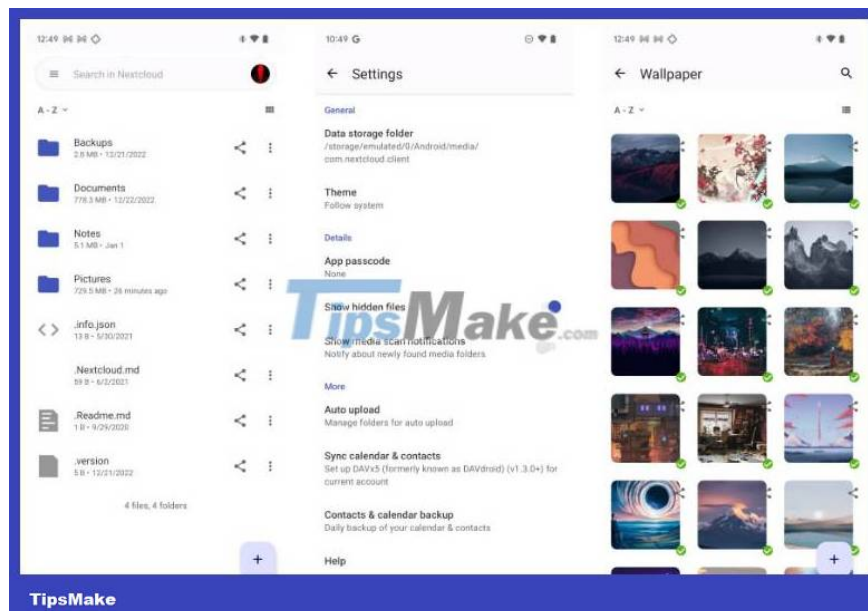 12:49
Search in Nextcloud
A - Z
Backups
2.8 MB • 12/21/2022
Documents
778.3 MB • 12/22/2022
Notes
5.1 MB • Jan 1
Pictures
729.5 MB • 26 minutes ago
.info.json
13 B • 5/30/2021
.Nextcloud.md
59 B • 6/2/2021
.Readme.md
1 B • 9/29/2020
.version
5 B • 12/21/2022
4 files, 4 folders
+
10:49 G
Settings
General
Data storage folder
/storage/emulated/0/Android/media/
com.nextcloud.client
Theme
Follow system
Details
App passcode
None
Show hidden files
Show media scan notifications
Notify about newly found media folders
More
Auto upload
Manage folders for auto upload
Sync calendar & contacts
Set up DAVx5 (formerly known as DAVdroid) (v1.3.0+) for
current account
Contacts & calendar backup
Daily backup of your calendar & contacts
Help
12:49
Wallpaper
A - Z
+
TipsMake.com
TipsMake